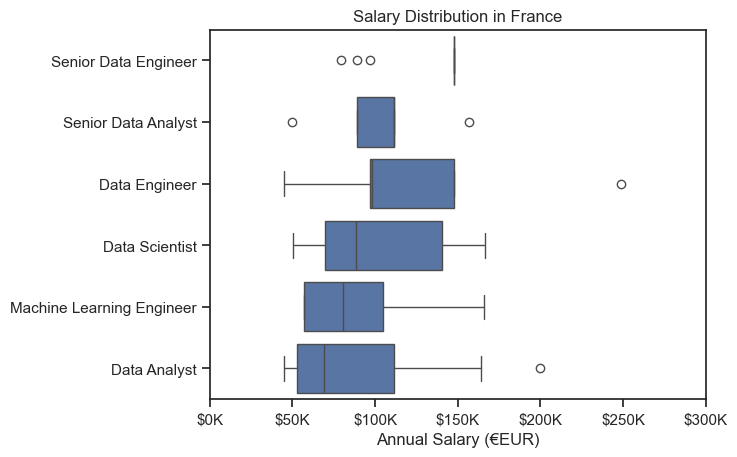 Salary Distribution in France
Senior Data Engineer
Senior Data Analyst
Data Engineer
Data Scientist
Machine Learning Engineer
Data Analyst
$0K $50K $100K $150K $200K $250K $300K
Annual Salary (€EUR)